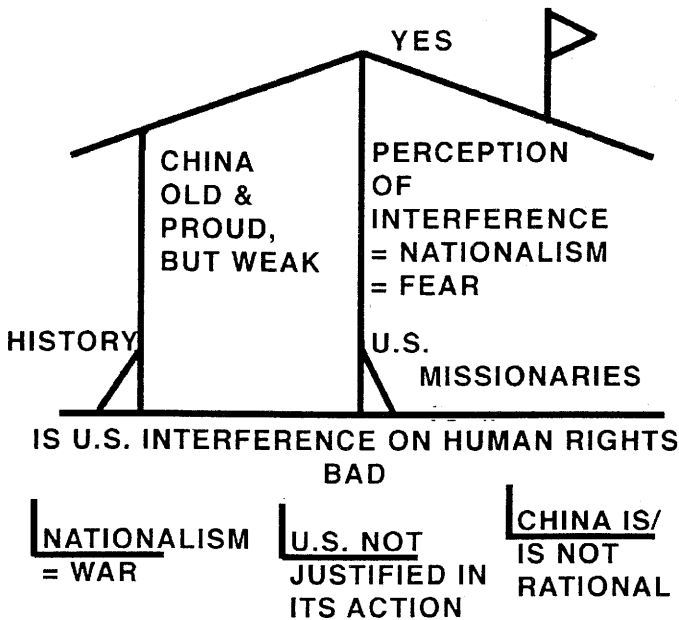 YES
CHINA
OLD &
PROUD,
BUT WEAK
PERCEPTION
OF
INTERFERENCE
= NATIONALISM
= FEAR
HISTORY
U.S.
MISSIONARIES
IS U.S. INTERFERENCE ON HUMAN RIGHTS
BAD
NATIONALISM
= WAR
U.S. NOT
JUSTIFIED IN
ITS ACTION
CHINA IS/
IS NOT
RATIONAL